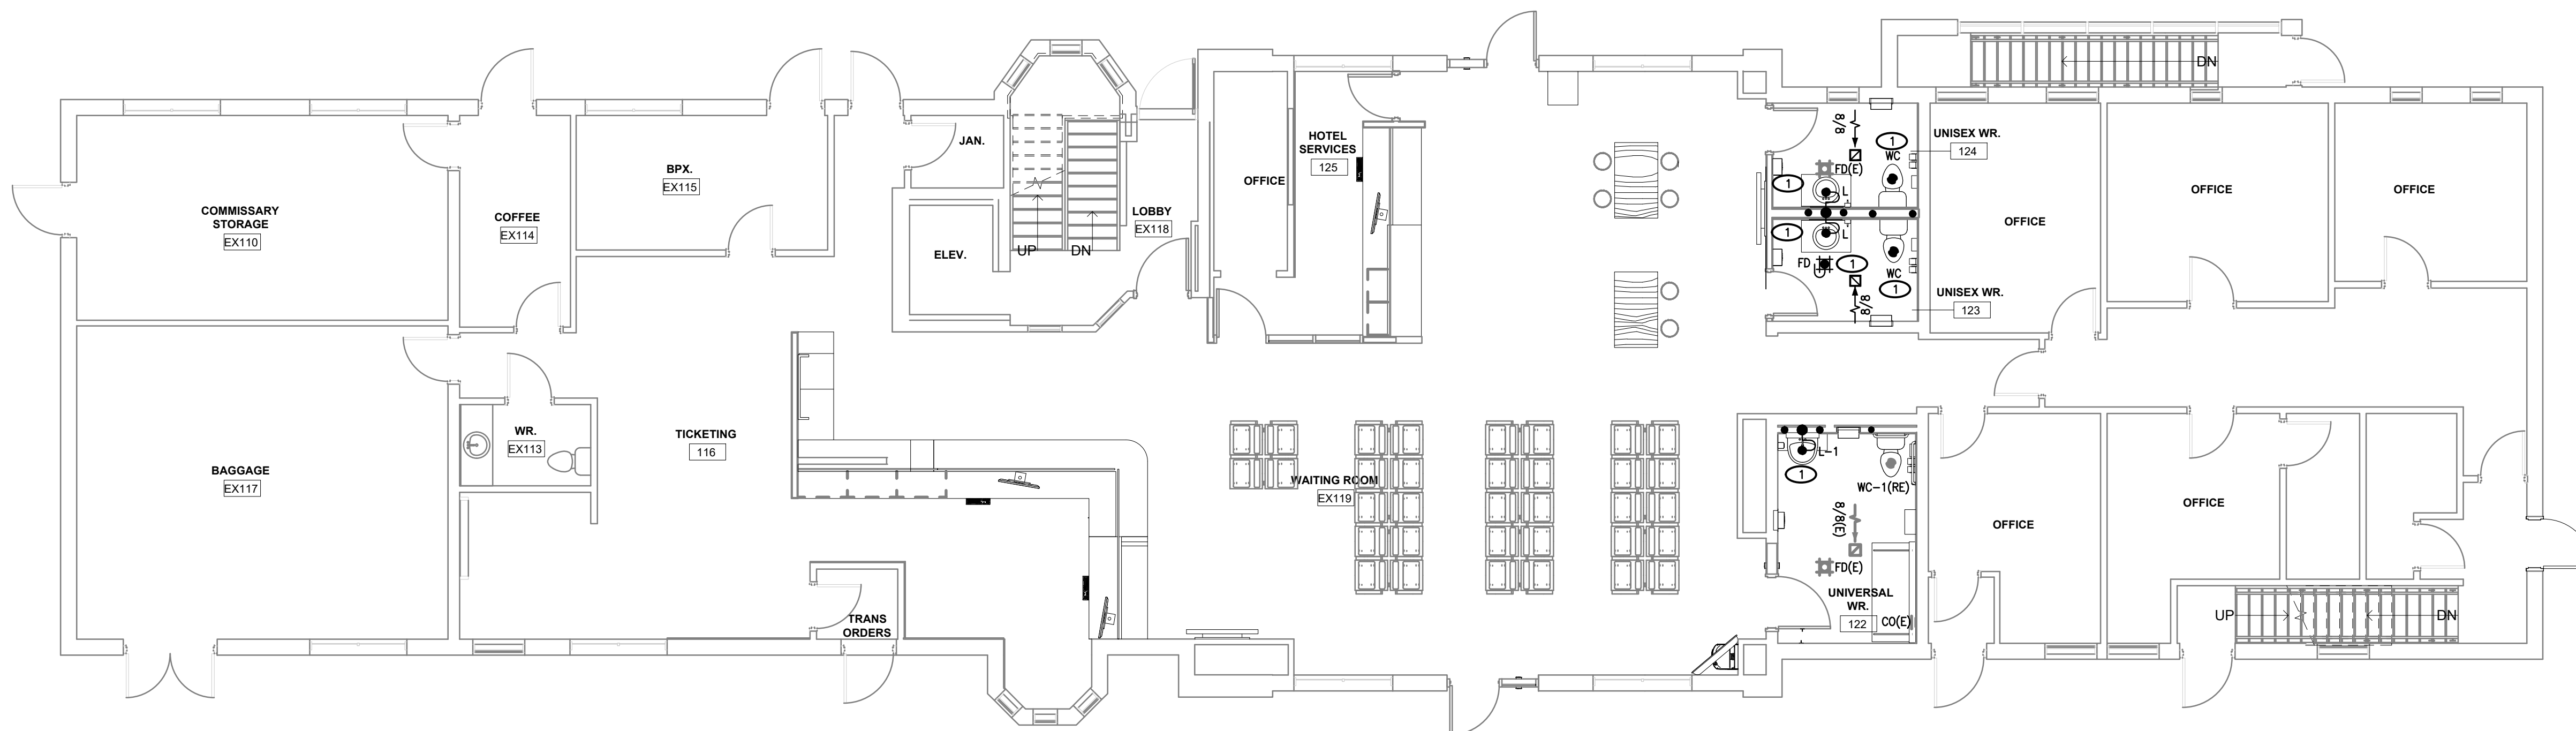 DN
COMMISSARY
STORAGE
EX110
COFFEE
EX114
BPX.
EX115
JAN.
ELEV.
UP
DN
LOBBY
EX118
OFFICE
HOTEL
SERVICES
125
8/8
1
WC
FD(E)
1
L
UNISEX WR.
124
1
L
FD
1
WC
1
8/8
UNISEX WR.
123
OFFICE
OFFICE
OFFICE
BAGGAGE
EX117
WR.
EX113
TICKETING
116
TRANS
ORDERS
WAITING ROOM
EX119
L-1
1
WC-1(RE)
8/8(E)
FD(E)
UNIVERSAL
WR.
122
CO(E)
OFFICE
OFFICE
UP
DN